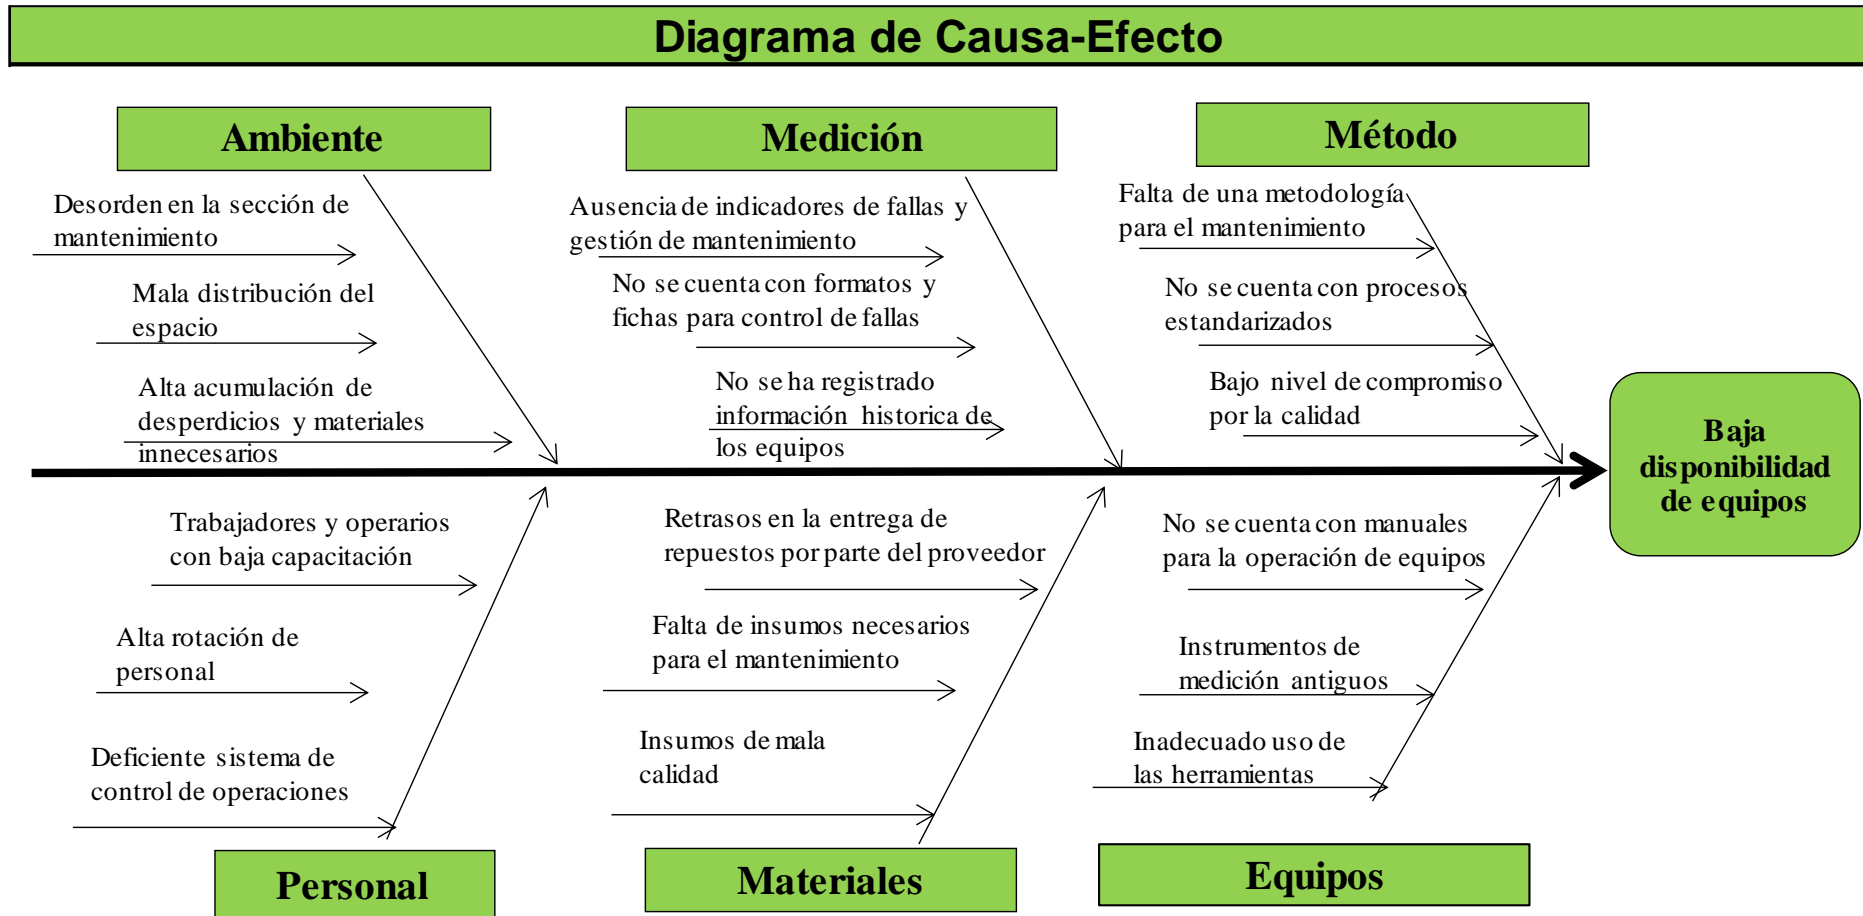 Diagrama de Causa-Efecto
Ambiente
Desorden en la sección de
mantenimiento
Mala distribución del
espacio
Alta acumulación de
desperdicios y materiales
innecesarios
Medición
Ausencia de indicadores de fallas y
gestión de mantenimiento
No se cuenta con formatos y
fichas para control de fallas
No se ha registrado
información historica de
los equipos
Método
Falta de una metodología
para el mantenimiento
No se cuenta con procesos
estandarizados
Bajo nivel de compromiso
por la calidad
Baja
disponibilidad
de equipos
Trabajadores y operarios
con baja capacitación
Alta rotación de
personal
Deficiente sistema de
control de operaciones
Personal
Retrasos en la entrega de
repuestos por parte del proveedor
Falta de insumos necesarios
para el mantenimiento
Insumos de mala
calidad
Materiales
No se cuenta con manuales
para la operación de equipos
Instrumentos de
medición antiguos
Inadecuado uso de
las herramientas
Equipos